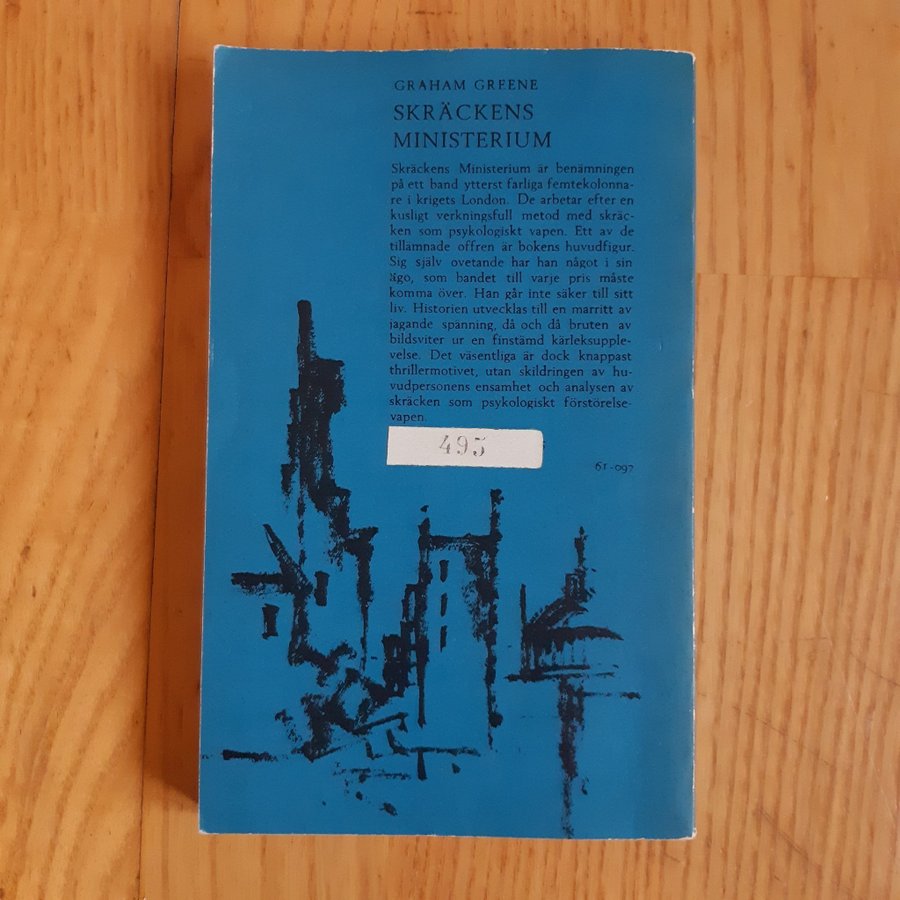 GRAHAM GREENE
SKRÄCKENS
MINISTERIUM
Skräckens Ministerium är benämningen
på ett band ytterst farliga femtekolonna-
re i krigets London. De arbetar efter en
kusligt verkningsfull metod med skräc-
ken som psykologiskt vapen. Ett av de
tillämnade offren är bokens huvudfigur.
Sig själv ovetande har han något i sin
ägo, som bandet till varje pris måste
komma över. Han går inte säker till sitt
liv. Historien utvecklas till en marritt av
jagande spänning, då och då bruten av
bildsviter ur en finstämd kärleksupple-
velse. Det väsentliga är dock knappast
thrillermotivet, utan skildringen av hu-
vudpersonens ensamhet och analysen av
skräcken som psykologiskt förstörelse-
vapen.
495
61-092